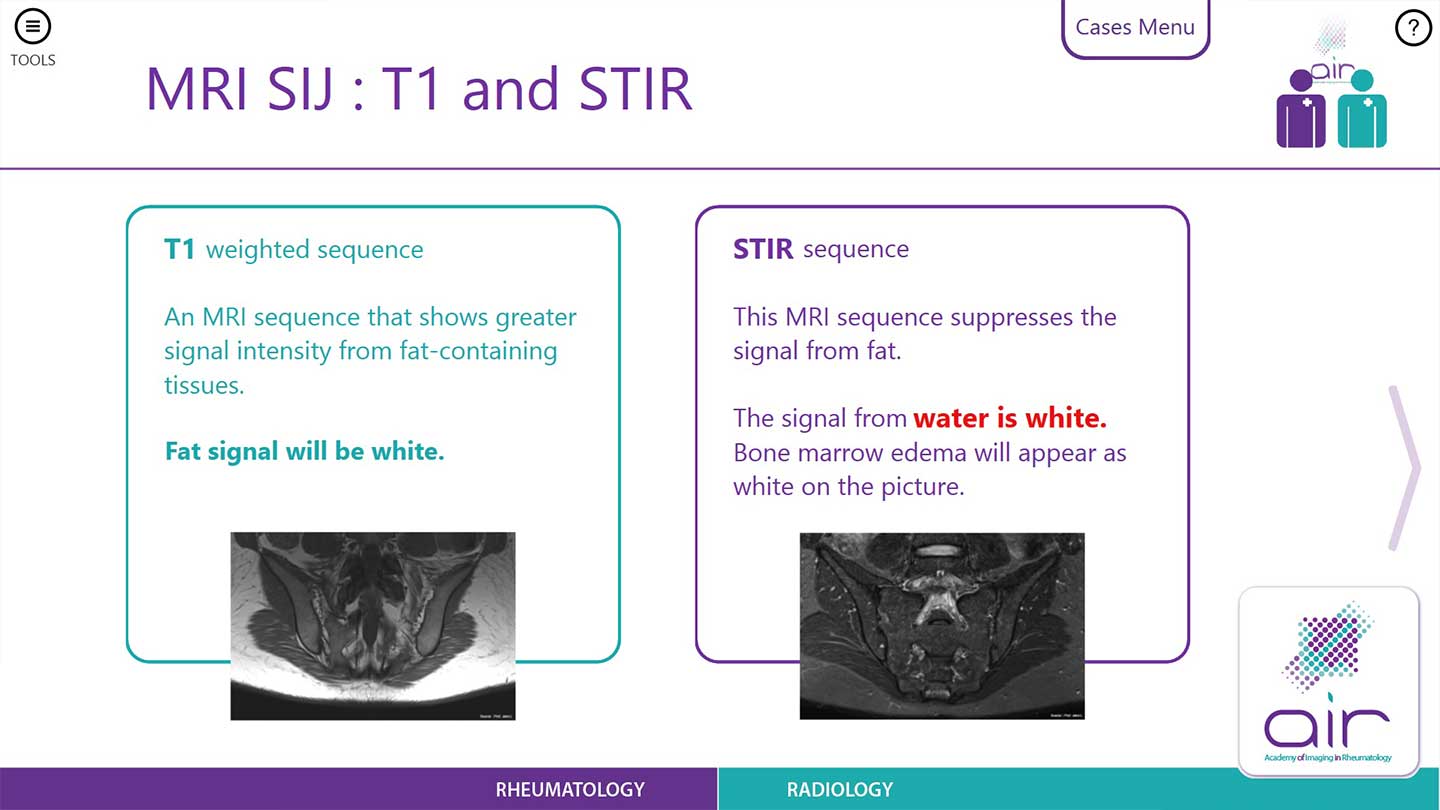 TOOLS
Cases Menu
?
air
MRI SIJ : T1 and STIR
T1 weighted sequence
An MRI sequence that shows greater
signal intensity from fat-containing
tissues.
Fat signal will be white.
STIR sequence
This MRI sequence suppresses the
signal from fat.
The signal from water is white.
Bone marrow edema will appear as
white on the picture.
air
Academy of Imaging in Rheumatology
RHEUMATOLOGY
RADIOLOGY